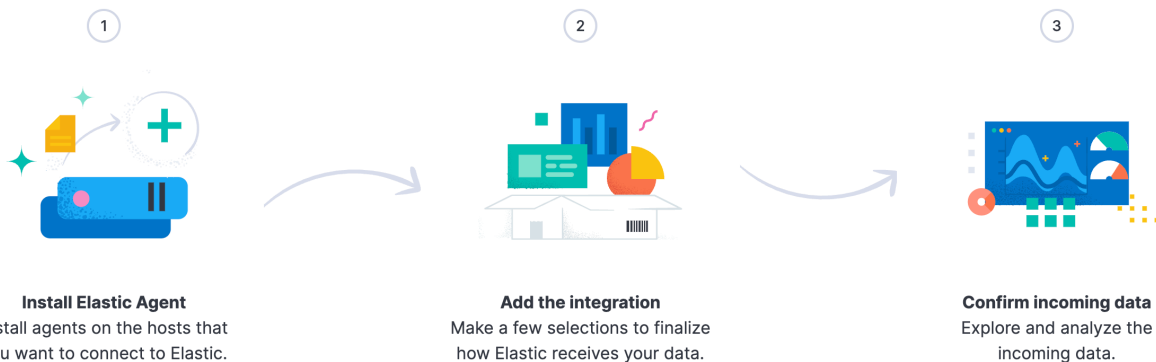 1
2
3
Install Elastic Agent
stall agents on the hosts that
u want to connect to Elastic.
Add the integration
Make a few selections to finalize
how Elastic receives your data.
Confirm incoming data
Explore and analyze the
incoming data.